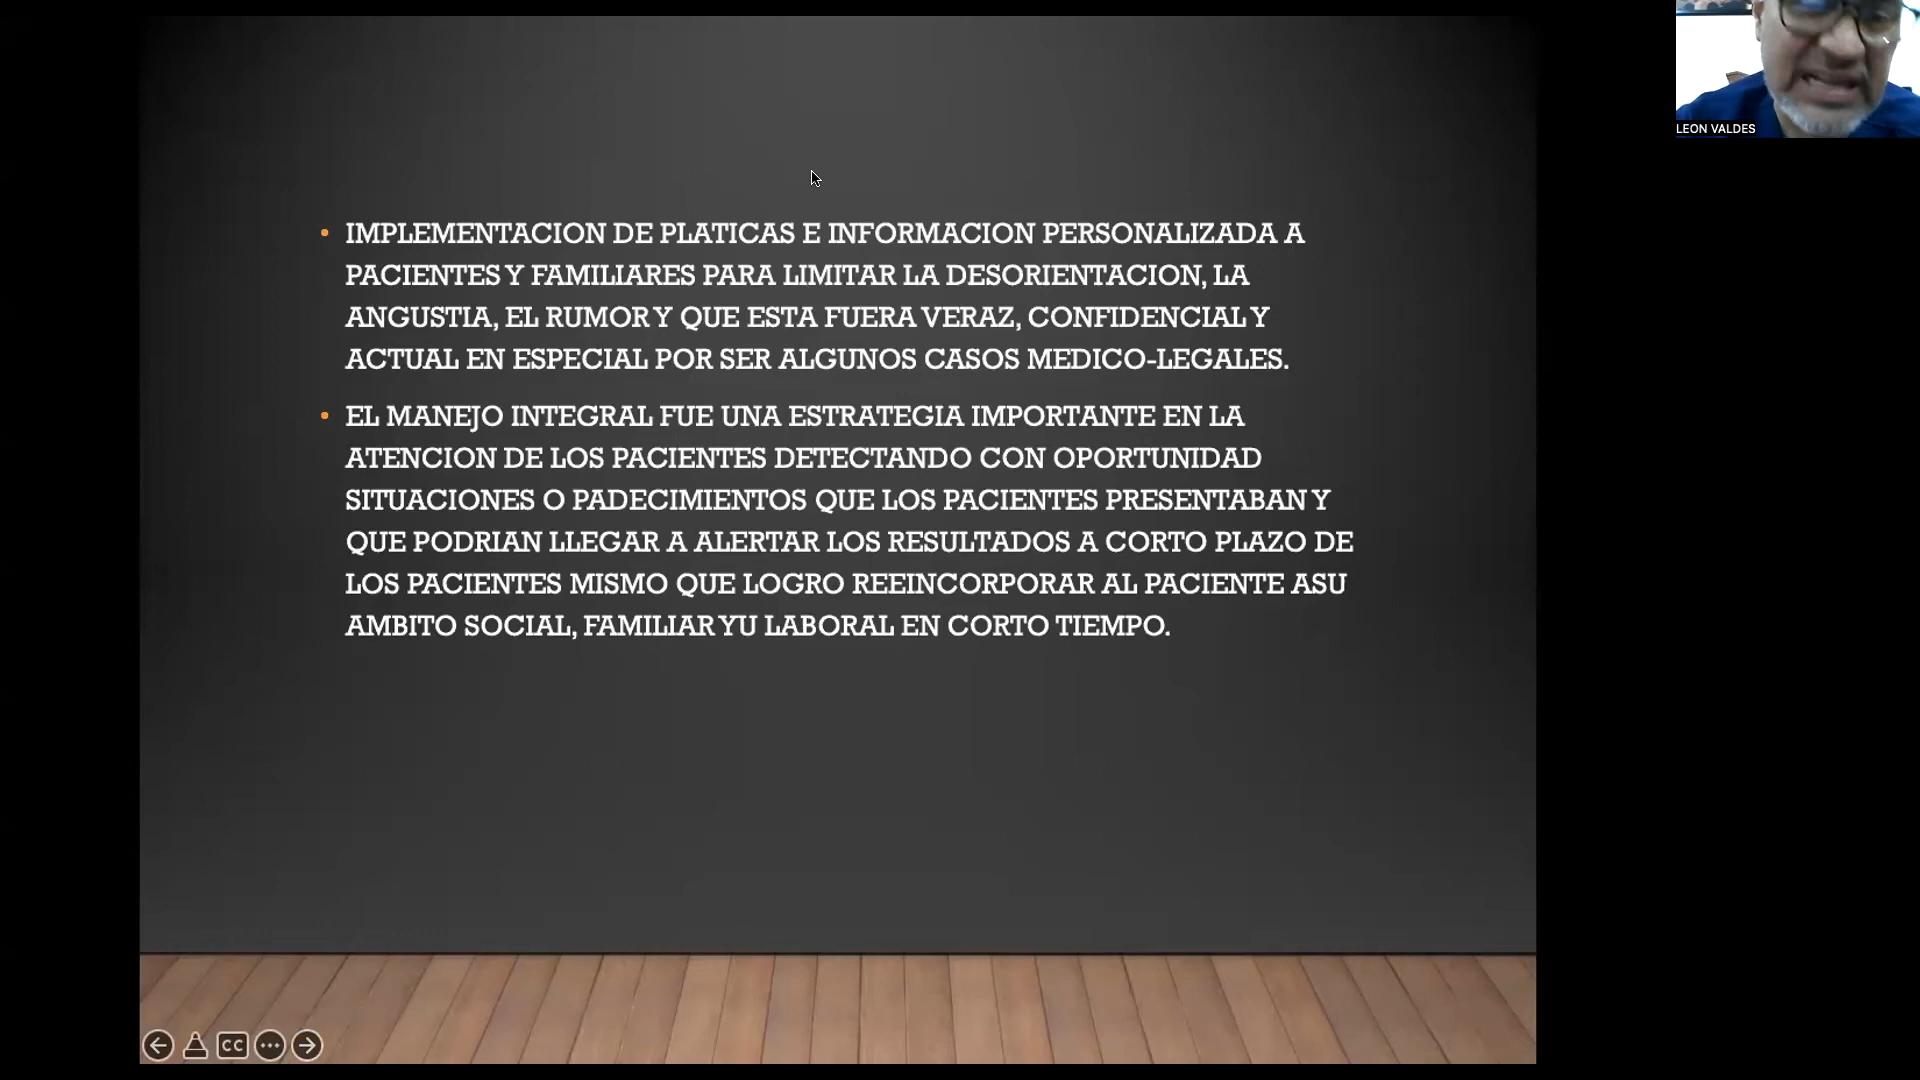 IMPLEMENTACION DE PLATICAS E INFORMACION PERSONALIZADA A
PACIENTES Y FAMILIARES PARA LIMITAR LA DESORIENTACION, LA
ANGUSTIA, EL RUMOR Y QUE ESTA FUERA VERAZ, CONFIDENCIAL Y
ACTUAL EN ESPECIAL POR SER ALGUNOS CASOS MEDICO-LEGALES.
EL MANEJO INTEGRAL FUE UNA ESTRATEGIA IMPORTANTE EN LA
ATENCION DE LOS PACIENTES DETECTANDO CON OPORTUNIDAD
SITUACIONES O PADECIMIENTOS QUE LOS PACIENTES PRESENTABAN Y
QUE PODRIAN LLEGAR A ALERTAR LOS RESULTADOS A CORTO PLAZO DE
LOS PACIENTES MISMO QUE LOGRO REEINCORPORAR AL PACIENTE ASU
AMBITO SOCIAL, FAMILIAR YU LABORAL EN CORTO TIEMPO.
LEON VALDES
CC